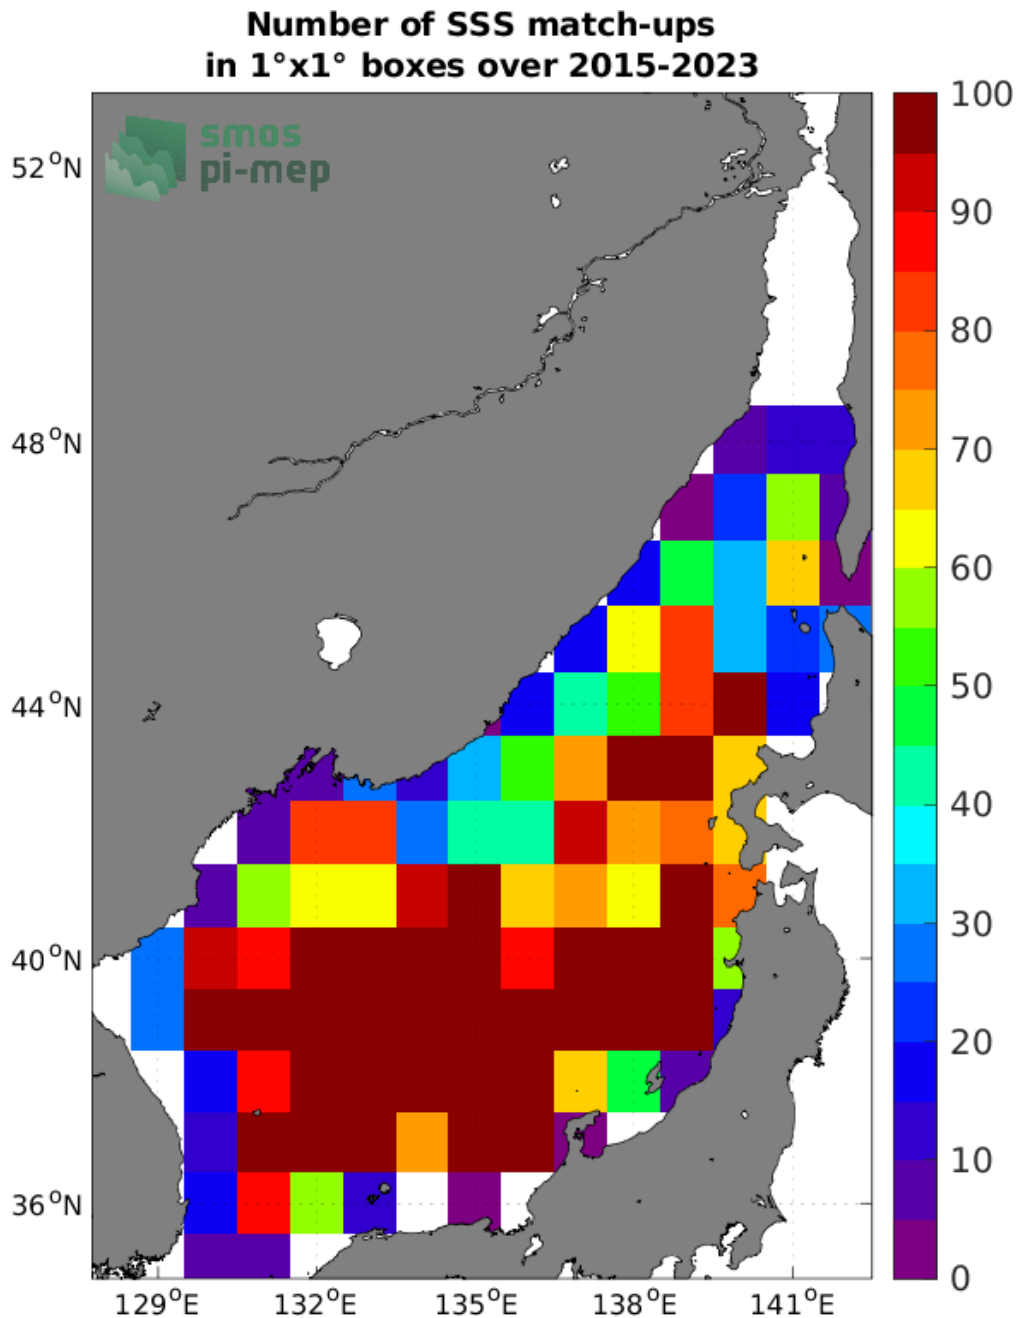 Number of SSS match-ups
in 1°x1° boxes over 2015-2023
smos
pi-mep
52°N
48°N
44°N
40°N
36°N
129°E 132°E 135°E 138°E 141°E
100
90
80
70
60
50
40
30
20
10
0